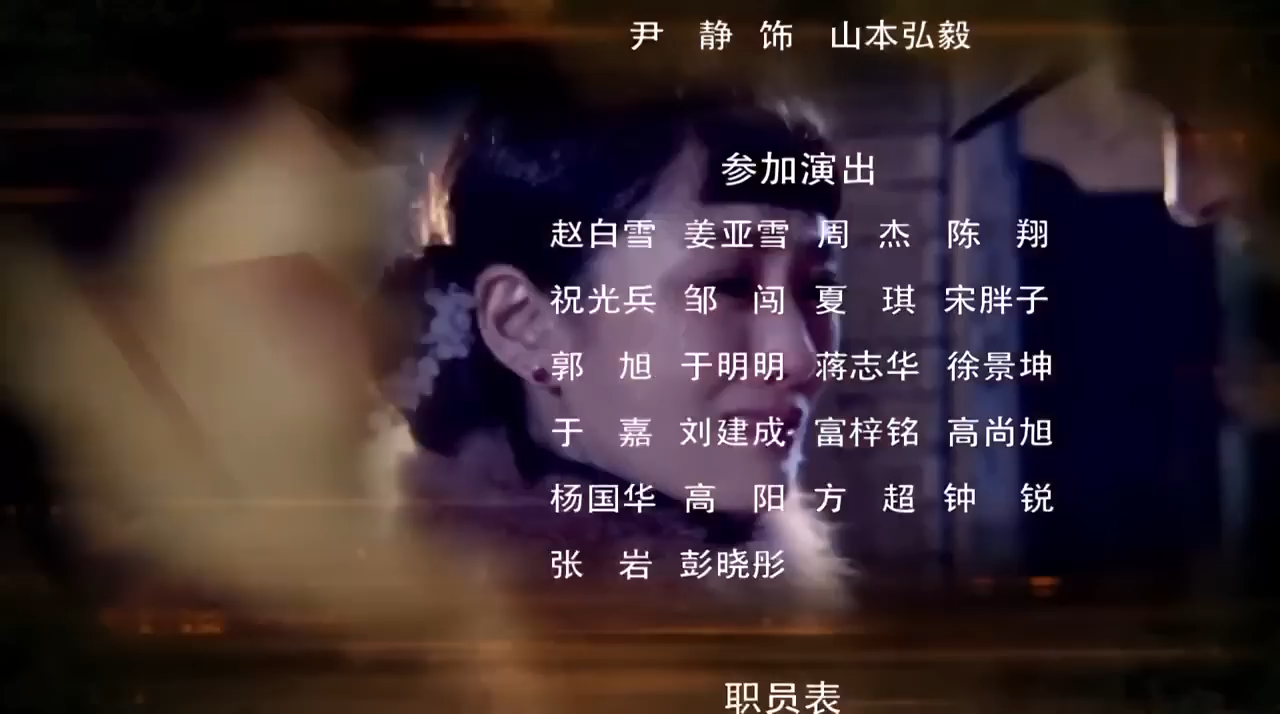 尹 静 饰 山本弘毅
参加演出
赵白雪 姜亚雪 周 杰 陈 翔
祝光兵 邹 闯 夏 琪 宋胖子
郭 旭 于明明 蒋志华 徐景坤
于 嘉 刘建成 富梓铭 高尚旭
杨国华 高 阳 方 超 钟 锐
张 岩 彭晓彤
职员表